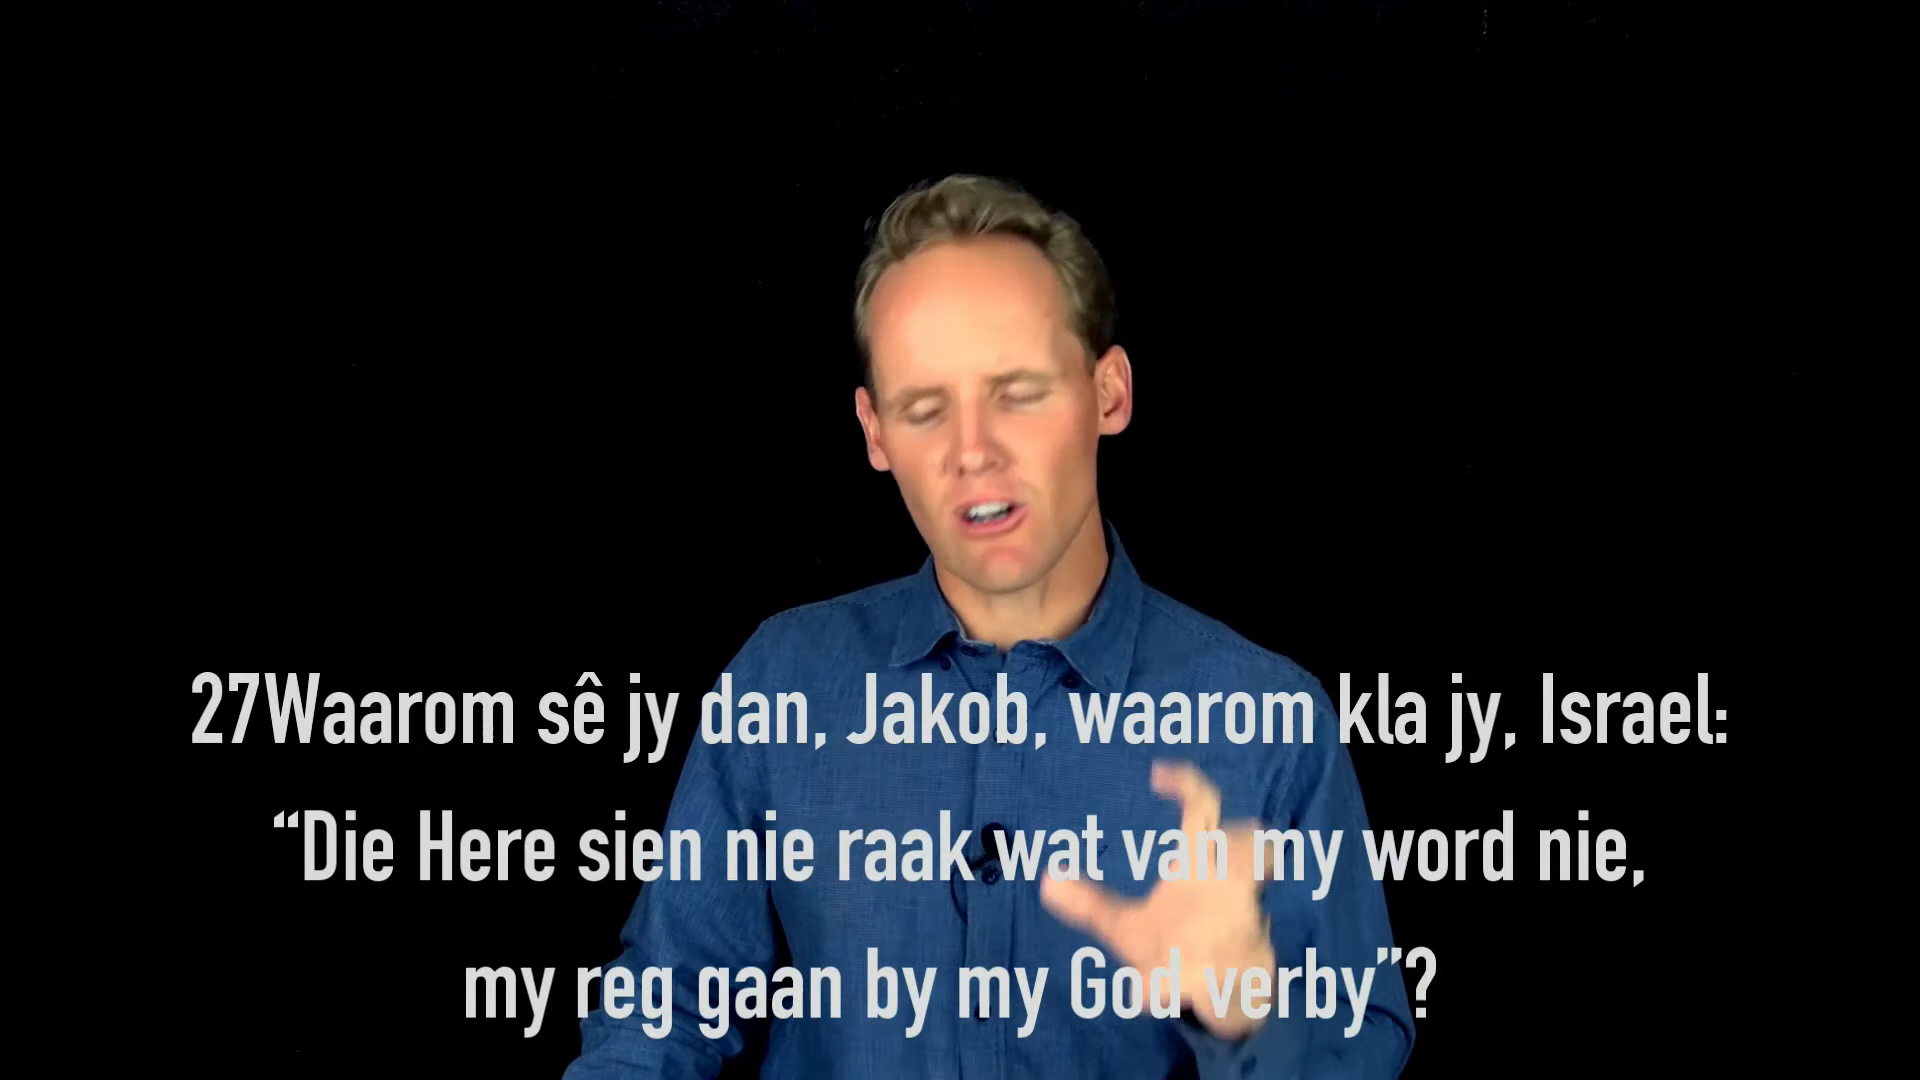 27Waarom sê jy dan, Jakob, waarom kla jy, Israel:
“Die Here sien nie raak wat van my word nie,
my reg gaan by my God verby”?